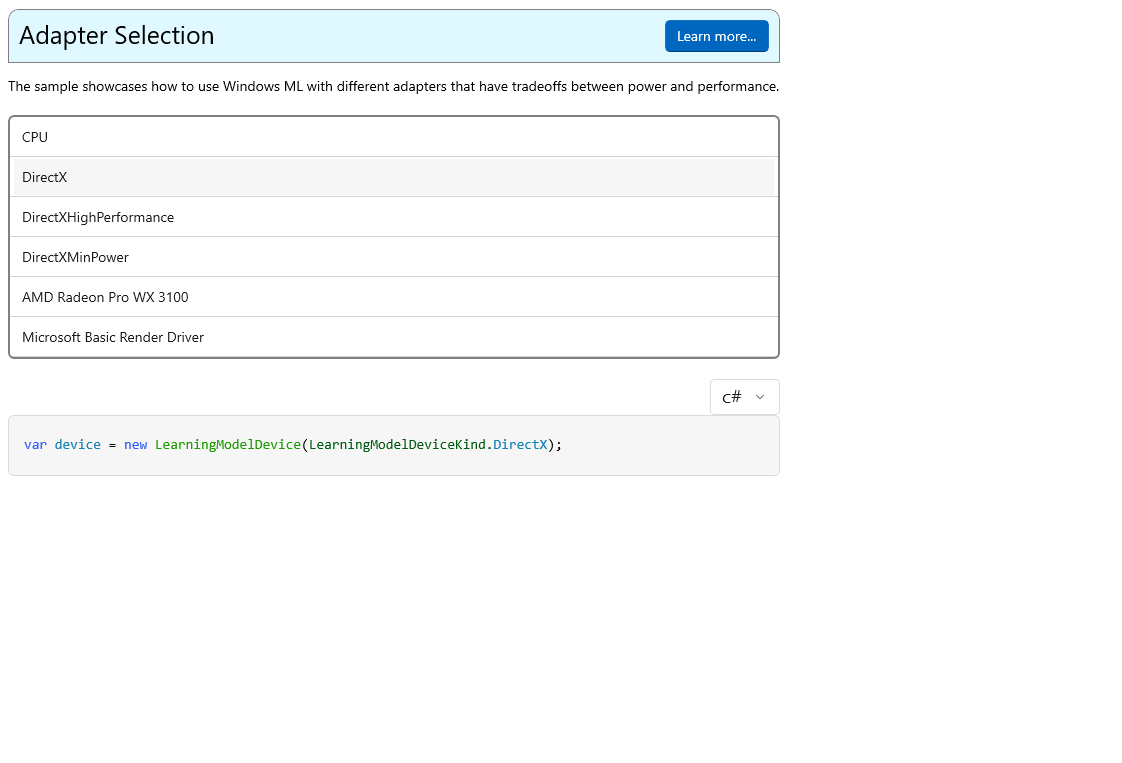 Adapter Selection
Learn more...
The sample showcases how to use Windows ML with different adapters that have tradeoffs between power and performance.
CPU
DirectX
DirectXHighPerformance
DirectXMinPower
AMD Radeon Pro WX 3100
Microsoft Basic Render Driver
c#
var device = new LearningModelDevice(LearningModelDeviceKind.DirectX);